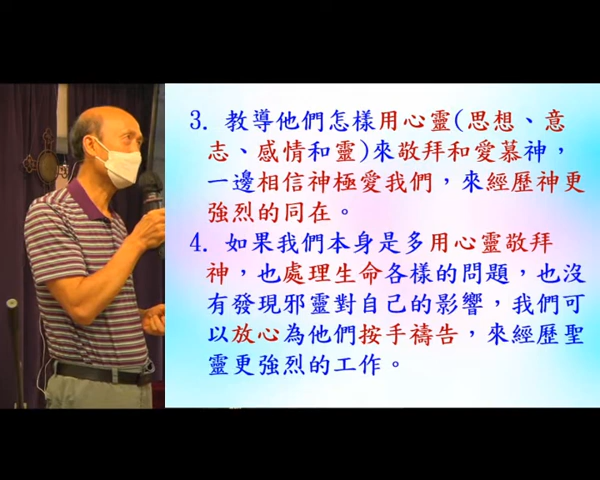 3. 教導他們怎樣用心靈(思想、意
志、感情和靈)來敬拜和愛慕神，
一邊相信神極愛我們，來經歷神更
強烈的同在。
4. 如果我們本身是多用心靈敬拜
神，也處理生命各樣的問題，也沒
有發現邪靈對自己的影響，我們可
以放心為他們按手禱告，來經歷聖
靈更強烈的工作。